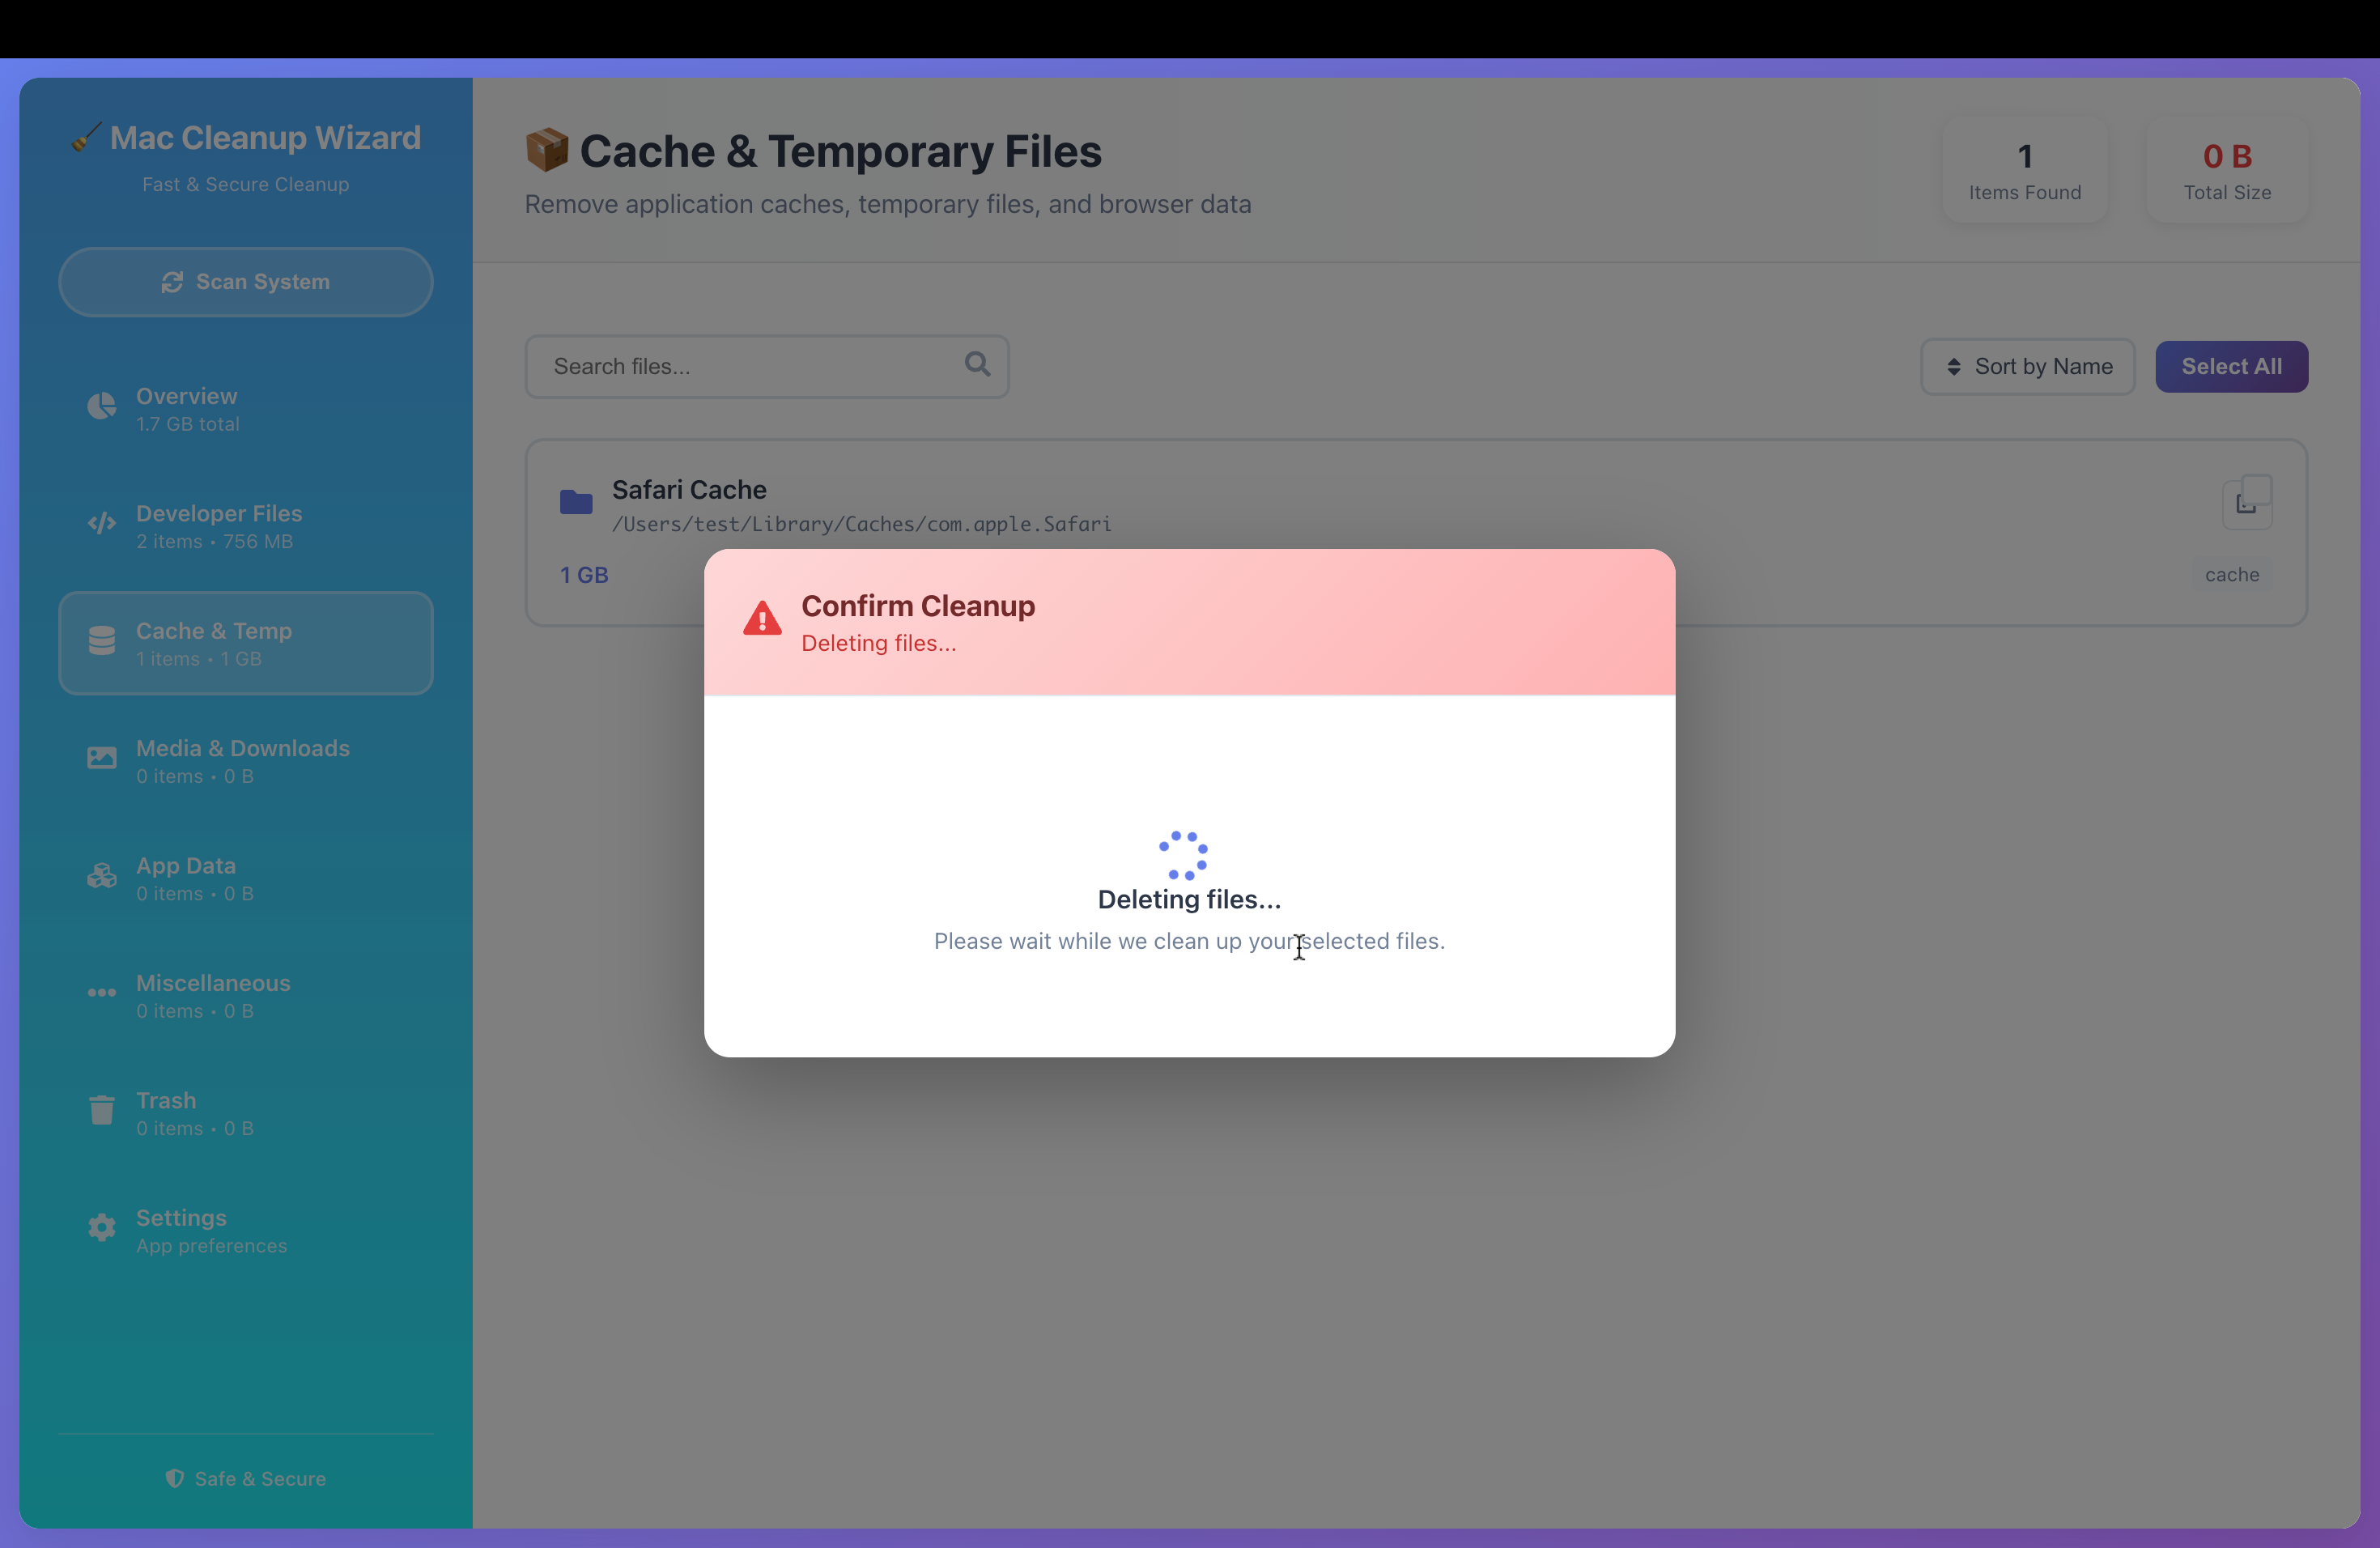 Mac Cleanup Wizard
Fast & Secure Cleanup
Scan System
Overview
1.7 GB total
Developer Files
2 items • 756 MB
Cache & Temp
1 items • 1 GB
Media & Downloads
0 items • 0 B
App Data
0 items • 0 B
Miscellaneous
0 items • 0 B
Trash
0 items • 0 B
Settings
App preferences
Safe & Secure
Cache & Temporary Files
Remove application caches, temporary files, and browser data
1
Items Found
0 B
Total Size
Search files...
Sort by Name
Select All
Safari Cache
/Users/test/Library/Caches/com.apple.Safari
1 GB
cache
Confirm Cleanup
Deleting files...
Deleting files...
Please wait while we clean up your selected files.